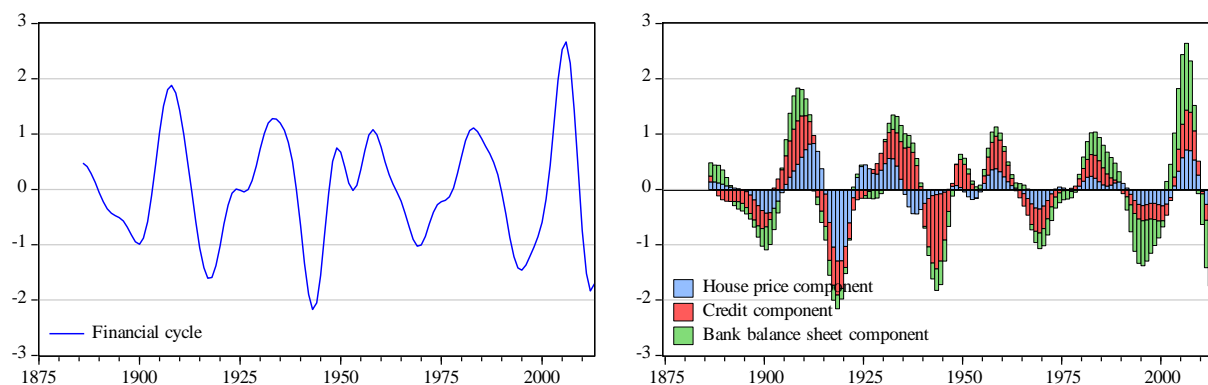 3
2
1
0
-1
-2
-3
Financial cycle
1875 1900 1925 1950 1975 2000
3
2
1
0
-1
-2
-3
House price component
Credit component
Bank balance sheet component
1875 1900 1925 1950 1975 2000